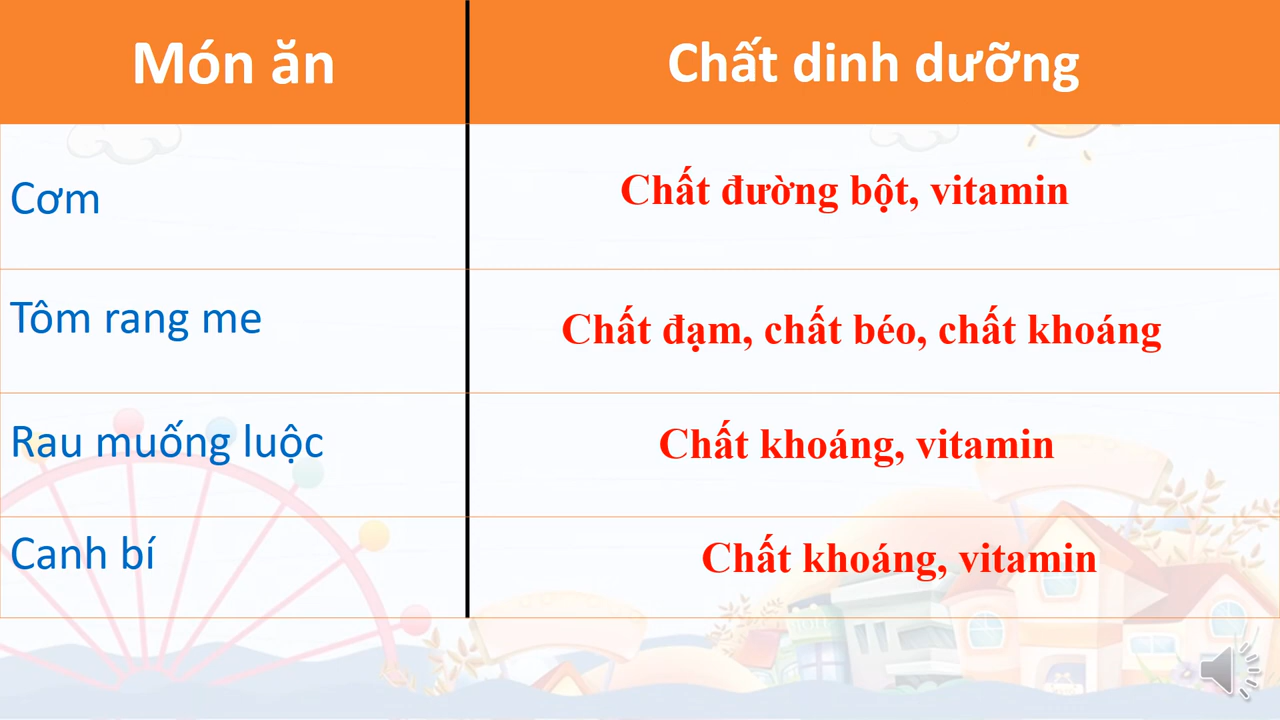 Món ăn
Chất dinh dưỡng
Cơm
Chất đường bột, vitamin
Tôm rang me
Chất đạm, chất béo, chất khoáng
Rau muống luộc
Chất khoáng, vitamin
Canh bí
Chất khoáng, vitamin